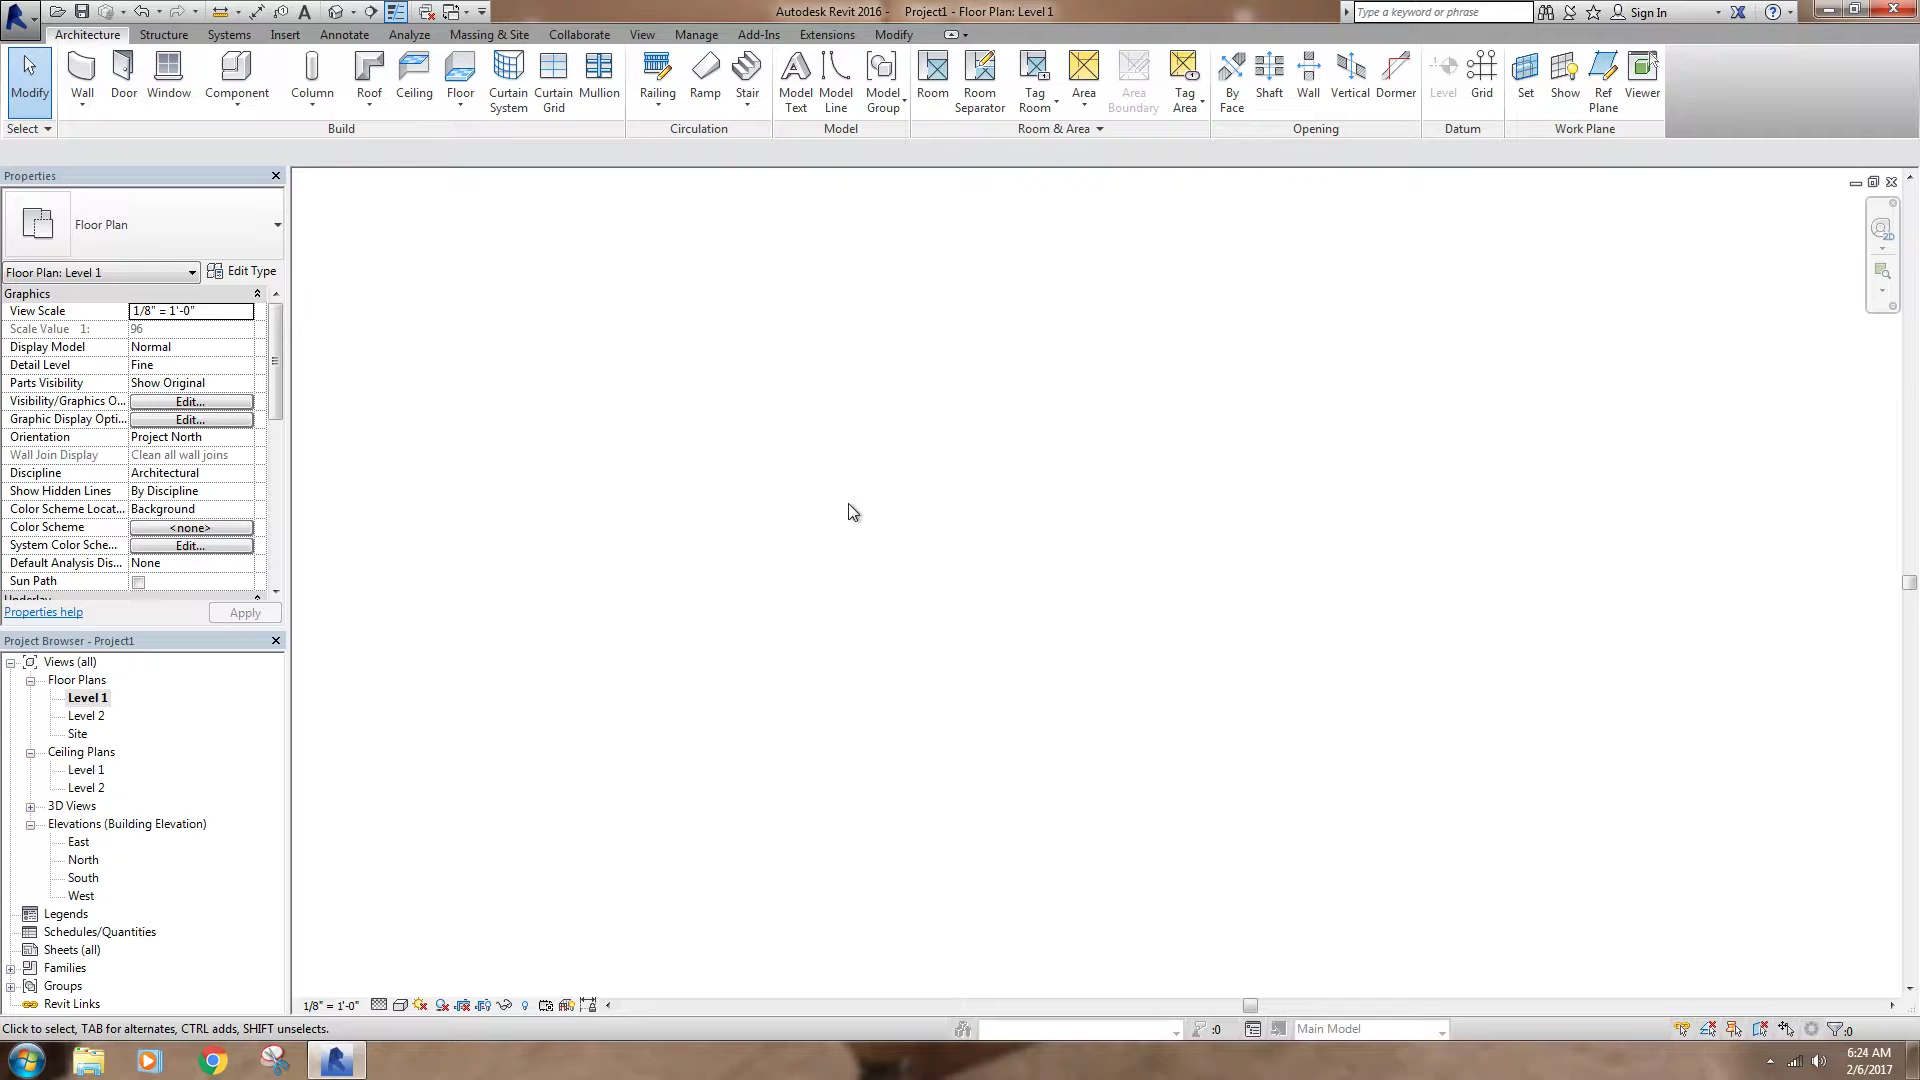 Autodesk Revit 2016 - Project1 - Floor Plan: Level 1
Type a keyword or phrase
Sign In
Architecture Structure Systems Insert Annotate Analyze Massing & Site Collaborate View Manage Add-Ins Extensions Modify
Modify Wall Door Window Component Column Roof Ceiling Floor Curtain System Curtain Grid Mullion Railing Ramp Stair Model Text Model Line Model Group Room Room Separator Tag Room Area Area Boundary Tag Area By Face Shaft Wall Vertical Dormer Level Grid Set Show Ref Plane Viewer
Select Build Circulation Model Room & Area Opening Datum Work Plane
Properties
Floor Plan
Floor Plan: Level 1 Edit Type
Graphics
View Scale 1/8" = 1'-0"
Scale Value 1: 96
Display Model Normal
Detail Level Fine
Parts Visibility Show Original
Visibility/Graphics O... Edit...
Graphic Display Opti... Edit...
Orientation Project North
Wall Join Display Clean all wall joins
Discipline Architectural
Show Hidden Lines By Discipline
Color Scheme Locat... Background
Color Scheme <none>
System Color Sche... Edit...
Default Analysis Dis... None
Sun Path
Underlay
Properties help Apply
Project Browser - Project1
Views (all)
Floor Plans
Level 1
Level 2
Site
Ceiling Plans
Level 1
Level 2
3D Views
Elevations (Building Elevation)
East
North
South
West
Legends
Schedules/Quantities
Sheets (all)
Families
Groups
Revit Links
2D
1/8" = 1'-0"
Click to select, TAB for alternates, CTRL adds, SHIFT unselects.
:0
Main Model
:0
6:24 AM
2/6/2017